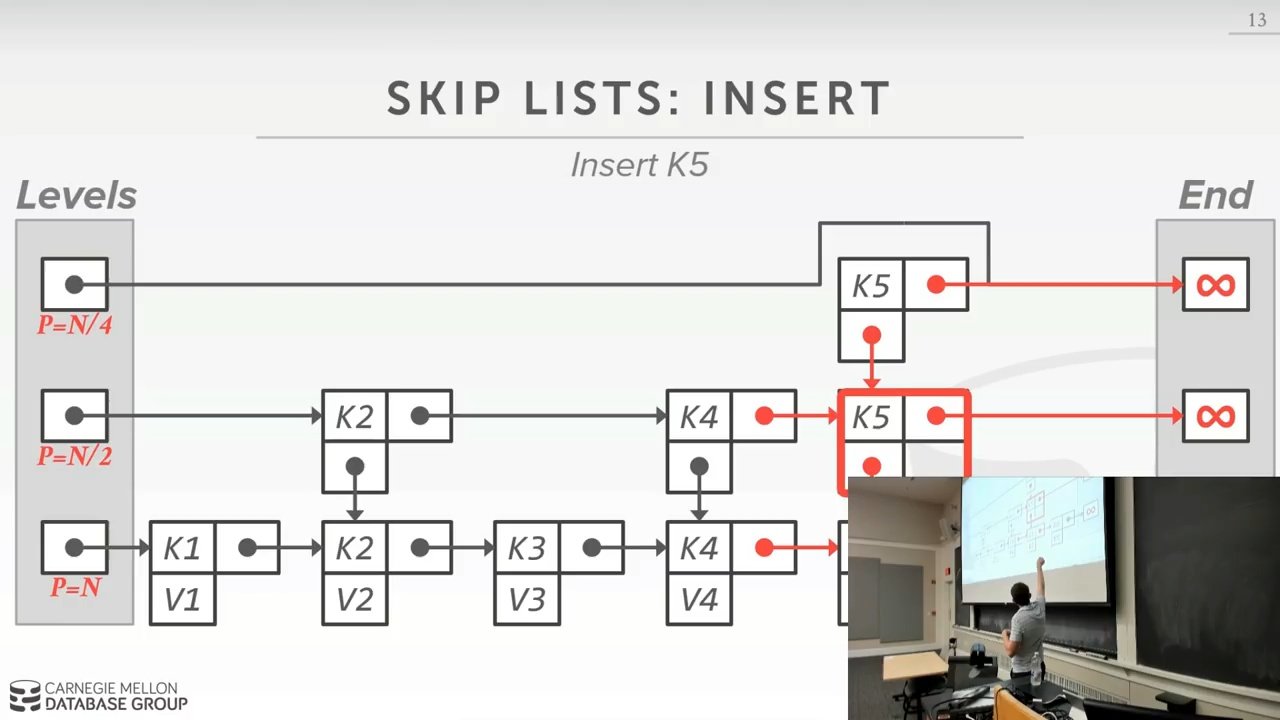 13
SKIP LISTS: INSERT
Insert K5
Levels
End
K5
∞
P=N/4
K2
K4
K5
∞
P=N/2
K1
K2
K3
K4
P=N
V1
V2
V3
V4
CARNEGIE MELLON
DATABASE GROUP